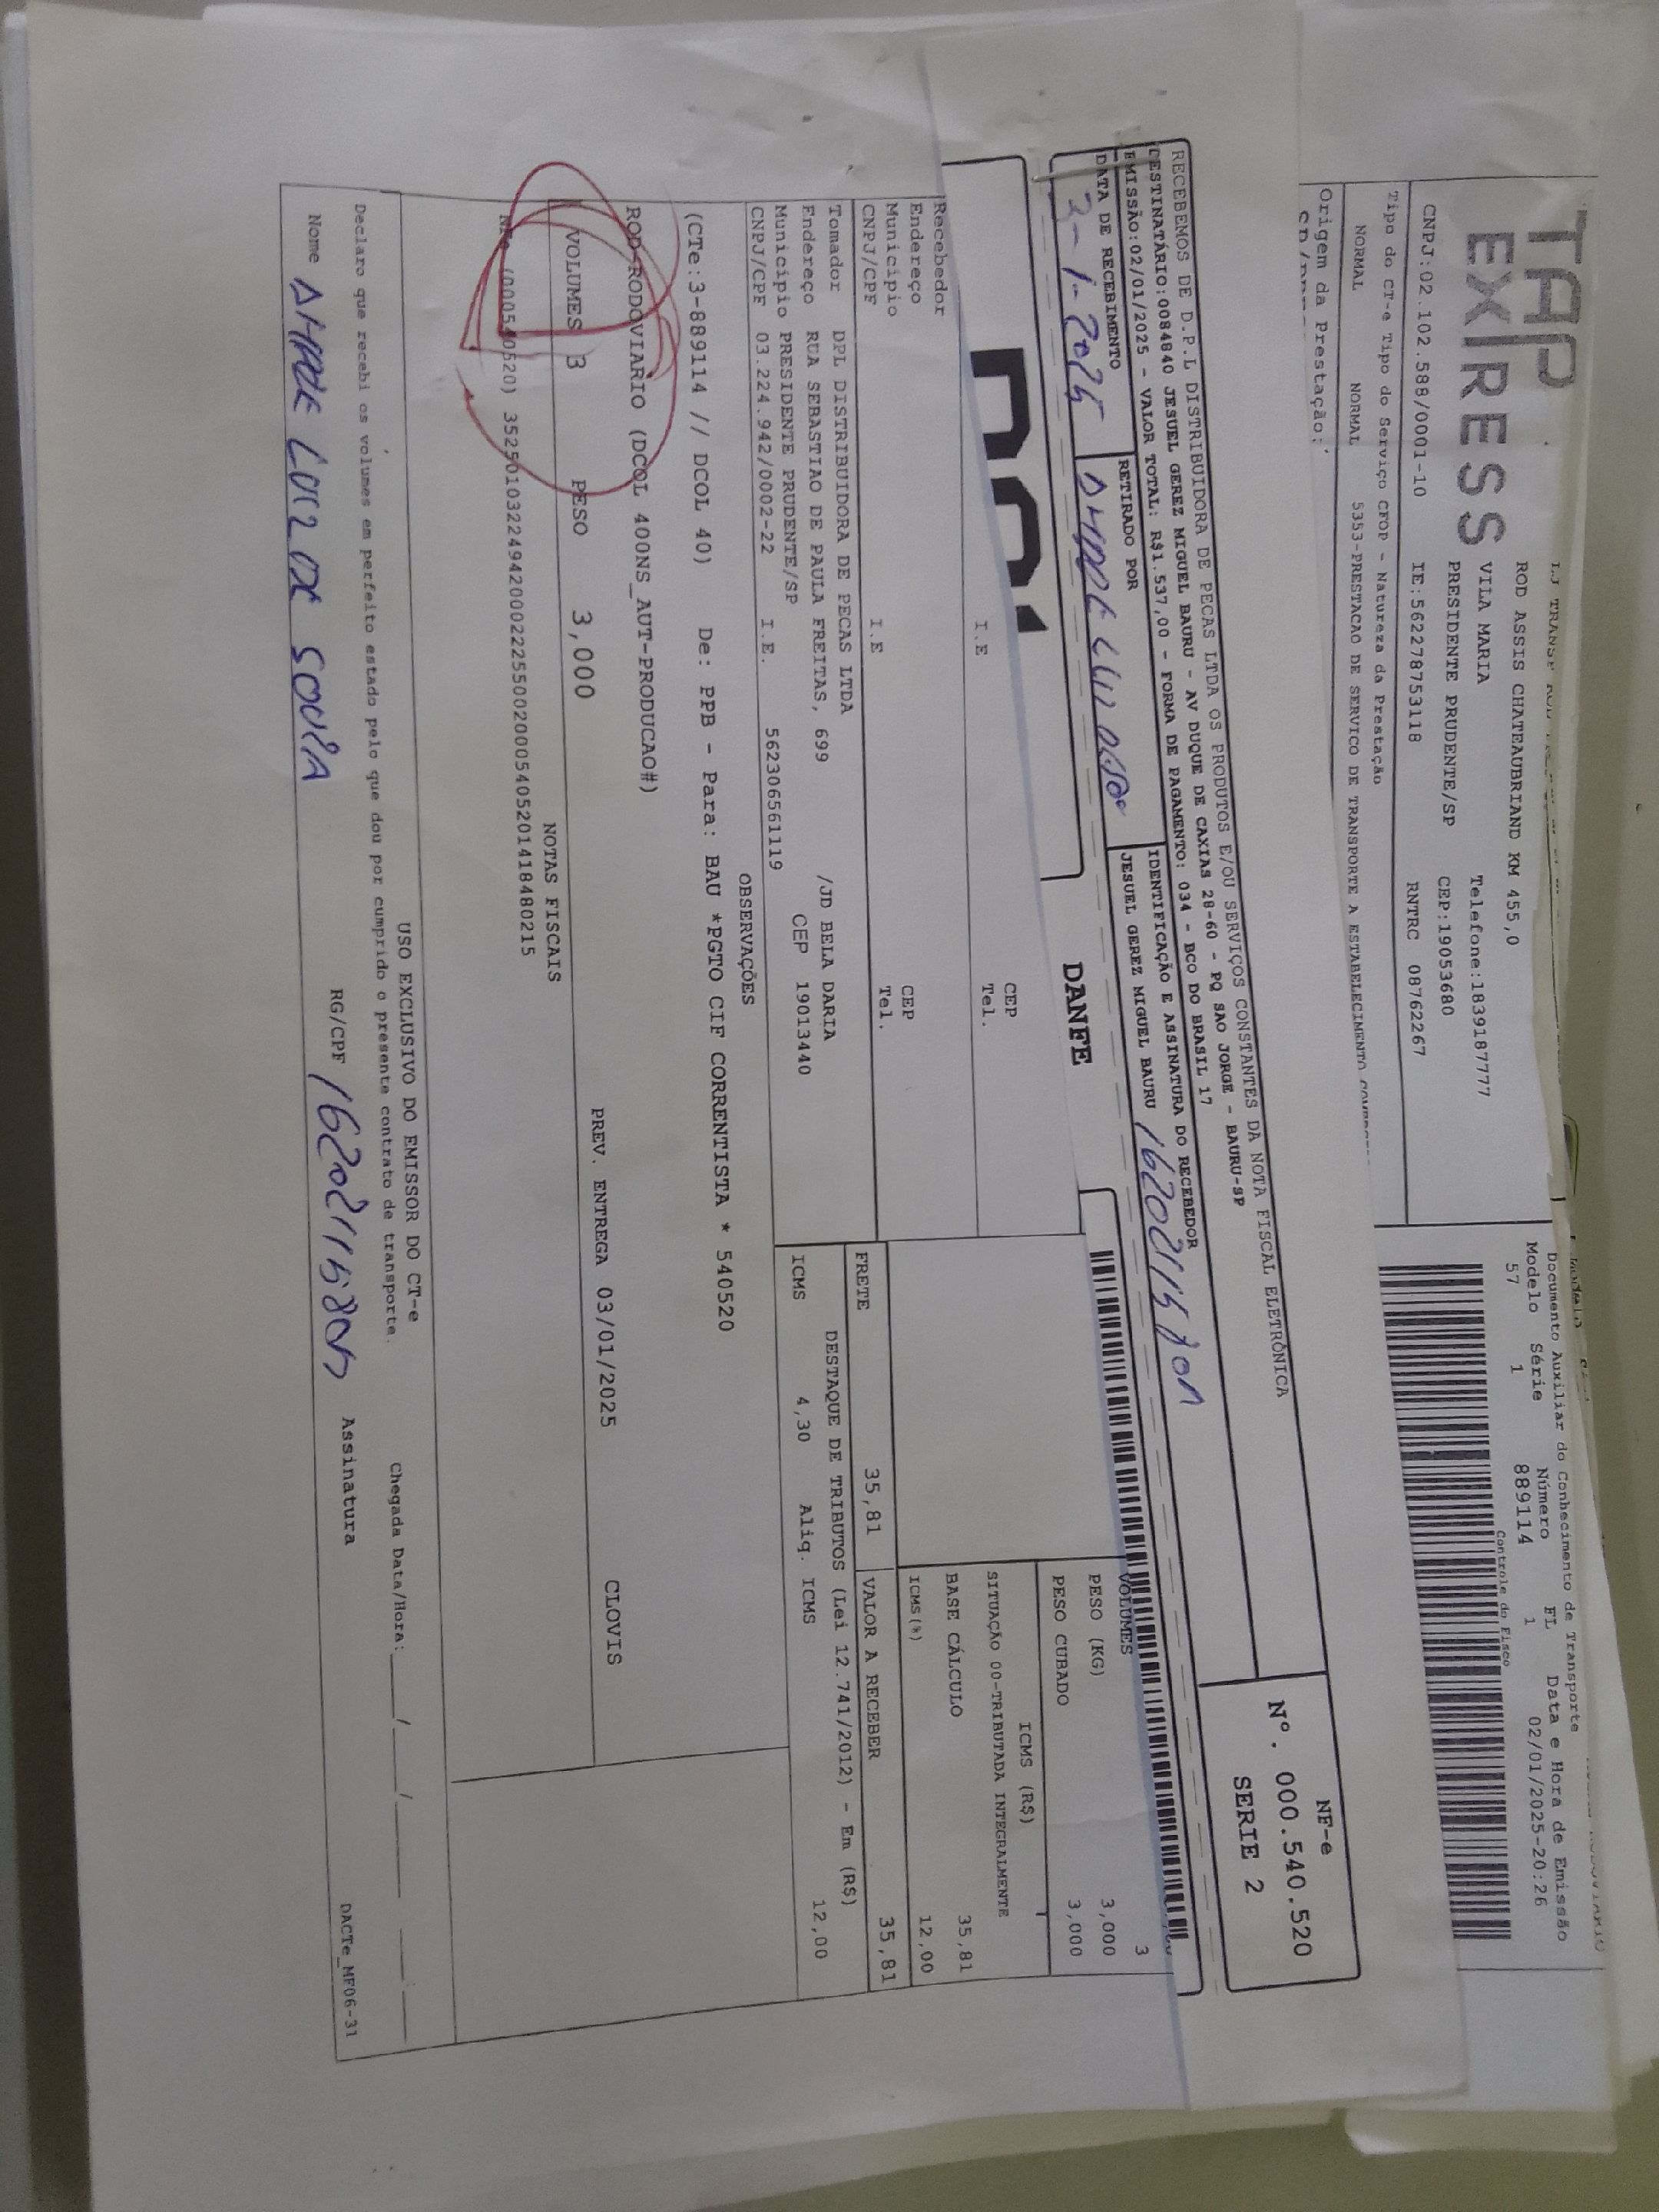 TAP
EXPRESS
ROD ASSIS CHATEAUBRIAND KM 455,0
VILA MARIA Telefone:1839187777
PRESIDENTE PRUDENTE/SP CEP:19053680
CNPJ:02.102.588/0001-10 IE:562278753118 RNTRC 08762267
Tipo do CT-e Tipo do Serviço CFOP - Natureza da Prestação
NORMAL NORMAL 5353-PRESTACAO DE SERVICO DE TRANSPORTE A ESTABELECIMENTO
Origem da Prestação:
Documento Auxiliar do Conhecimento de Transporte
Modelo Série Número FL Data e Hora de Emissão
57 1 889114 1 02/01/2025-20:26
Controle do Fisco
RECEBEMOS DE D.P.L DISTRIBUIDORA DE PECAS LTDA OS PRODUTOS E/OU SERVIÇOS CONSTANTES DA NOTA FISCAL ELETRÔNICA
DESTINATÁRIO:0084840 JESUEL GEREZ MIGUEL BAURU - AV DUQUE DE CAXIAS 28-60 - PQ SAO JORGE - BAURU-SP
EMISSÃO:02/01/2025 - VALOR TOTAL: R$1.537,00 - FORMA DE PAGAMENTO: 034 - BCO DO BRASIL 17
DATA DE RECEBIMENTO RETIRADO POR IDENTIFICAÇÃO E ASSINATURA DO RECEBEDOR
3-1-2025 JESUEL GEREZ MIGUEL BAURU
NF-e
Nº. 000.540.520
SERIE 2
DANFE
I.E CEP
Tel.
Recebedor
Endereço
Município CEP
CNPJ/CPF I.E Tel.
Tomador DPL DISTRIBUIDORA DE PECAS LTDA
Endereço RUA SEBASTIAO DE PAULA FREITAS, 699 /JD BELA DARIA
Município PRESIDENTE PRUDENTE/SP CEP 19013440
CNPJ/CPF 03.224.942/0002-22 I.E. 562306561119
VOLUMES 3
PESO (KG) 3,000
PESO CUBADO 3,000
ICMS (R$)
SITUAÇÃO 00-TRIBUTADA INTEGRALMENTE
BASE CÁLCULO 35,81
ICMS(%) 12,00
FRETE 35,81 VALOR A RECEBER 35,81
DESTAQUE DE TRIBUTOS (Lei 12.741/2012) - Em (R$)
ICMS 4,30 Aliq. ICMS 12,00
OBSERVAÇÕES
(CTe:3-889114 // DCOL 40) De: PPB - Para: BAU *PGTO CIF CORRENTISTA * 540520
ROD-RODOVIARIO (DCOL 400NS_AUT-PRODUCAO#)
VOLUMES 3 PESO 3,000 PREV. ENTREGA 03/01/2025 CLOVIS
NOTAS FISCAIS
(000540520) 35250103224942000222550020005405201418480215
USO EXCLUSIVO DO EMISSOR DO CT-e
Declaro que recebi os volumes em perfeito estado pelo que dou por cumprido o presente contrato de transporte. Chegada Data/Hora:____/____/______ ____:____
Nome RG/CPF Assinatura
DACTe_MF06-31